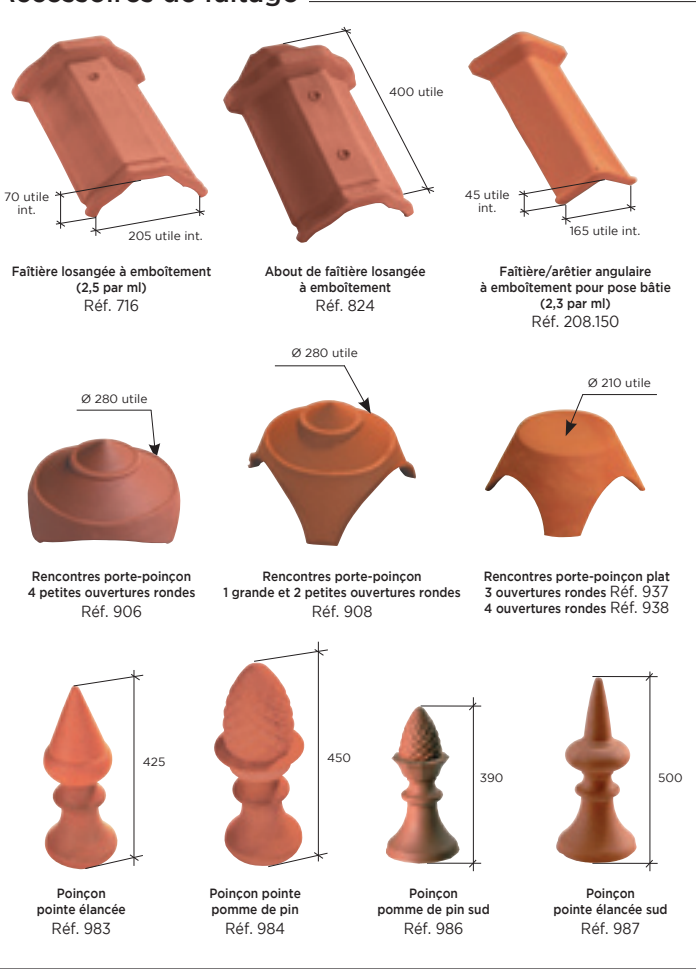 Accessoires de faîtage
400 utile
70 utile
int.
205 utile int.
45 utile
int.
165 utile int.
Faîtière losangée à emboîtement
(2,5 par ml)
Réf. 716
About de faîtière losangée
à emboîtement
Réf. 824
Faîtière/arêtier angulaire
à emboîtement pour pose bâtie
(2,3 par ml)
Réf. 208.150
Ø 280 utile
Ø 280 utile
Ø 210 utile
Rencontres porte-poinçon
4 petites ouvertures rondes
Réf. 906
Rencontres porte-poinçon
1 grande et 2 petites ouvertures rondes
Réf. 908
Rencontres porte-poinçon plat
3 ouvertures rondes Réf. 937
4 ouvertures rondes Réf. 938
425
450
390
500
Poinçon
pointe élancée
Réf. 983
Poinçon pointe
pomme de pin
Réf. 984
Poinçon
pomme de pin sud
Réf. 986
Poinçon
pointe élancée sud
Réf. 987